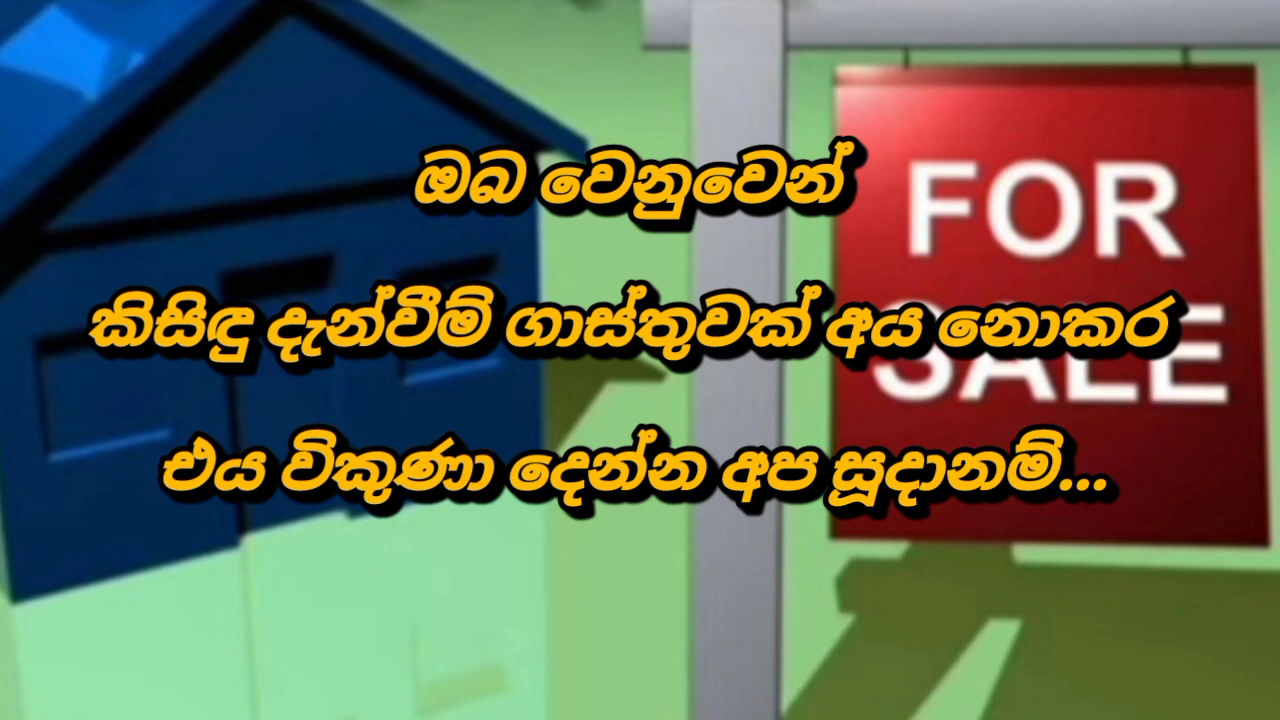 ඔබ වෙනුවෙන්
කිසිඳු දැන්වීම් ගාස්තුවක් අය නොකර
එය විකුණා දෙන්න අප සූදානම්...
FOR
SALE